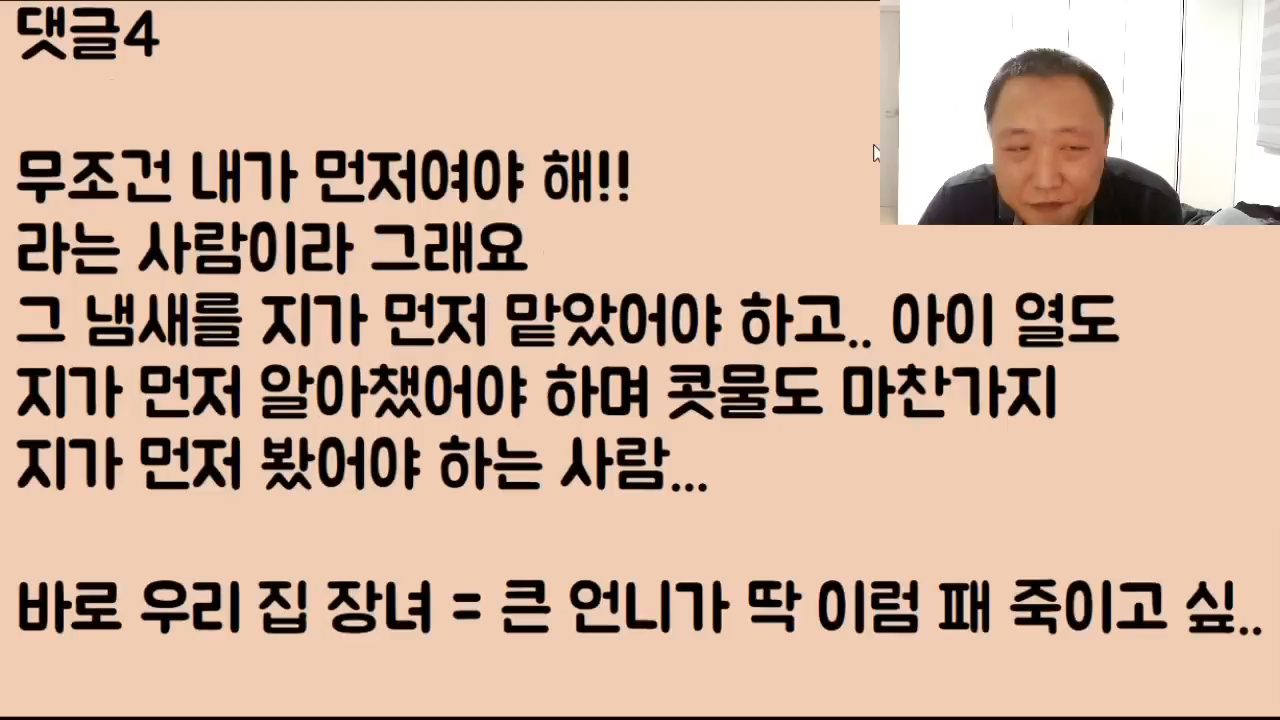 댓글4
무조건 내가 먼저여야 해!!
라는 사람이라 그래요
그 냄새를 지가 먼저 맡았어야 하고.. 아이 열도
지가 먼저 알아챘어야 하며 콧물도 마찬가지
지가 먼저 봤어야 하는 사람...
바로 우리 집 장녀 = 큰 언니가 딱 이럼 패 죽이고 싶..